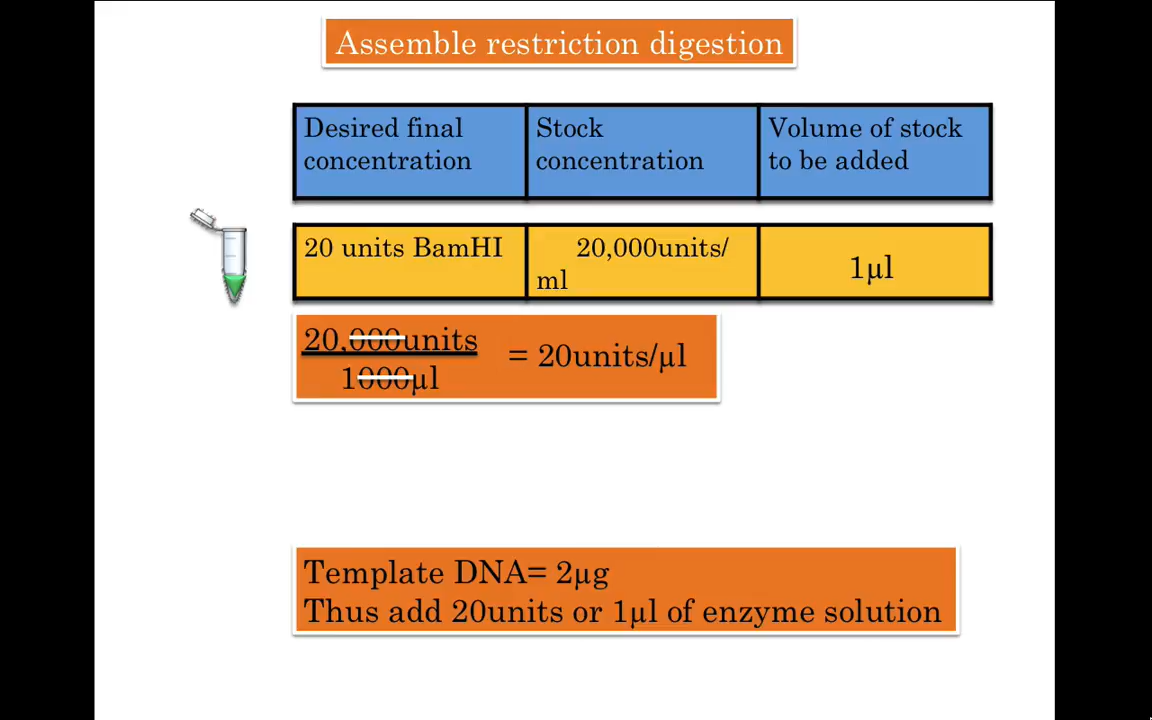 Assemble restriction digestion
Desired final
concentration
Stock
concentration
Volume of stock
to be added
20 units BamHI
20,000units/
ml
1µl
20,000units
1000µl
= 20units/µl
Template DNA= 2µg
Thus add 20units or 1µl of enzyme solution